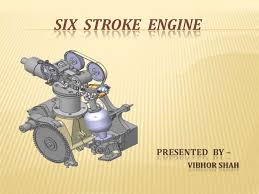 SIX STROKE ENGINE
PRESENTED BY –
VIBHOR SHAH